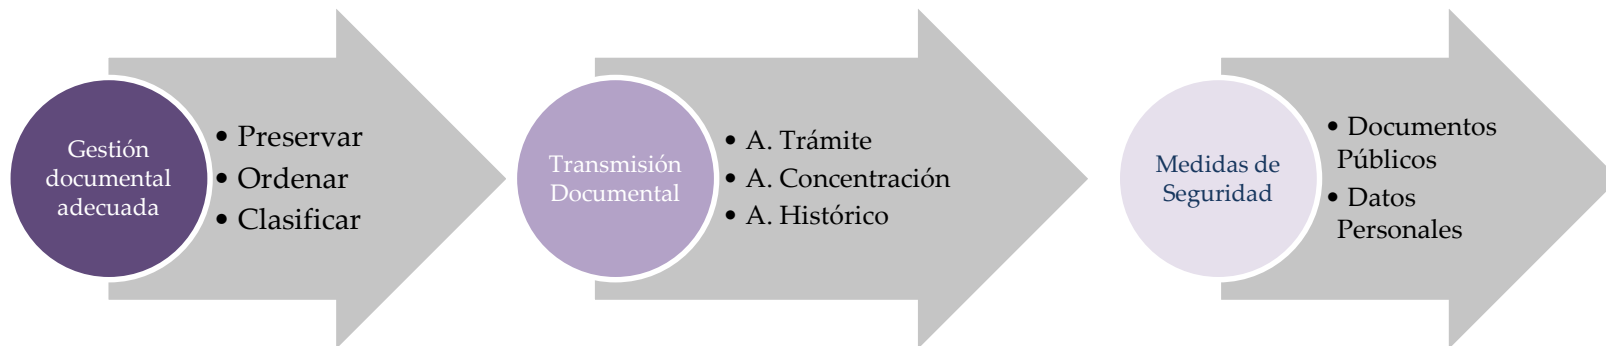 Gestión
documental
adecuada
• Preservar
• Ordenar
• Clasificar
Transmisión
Documental
• A. Trámite
• A. Concentración
• A. Histórico
Medidas de
Seguridad
• Documentos
Públicos
• Datos
Personales